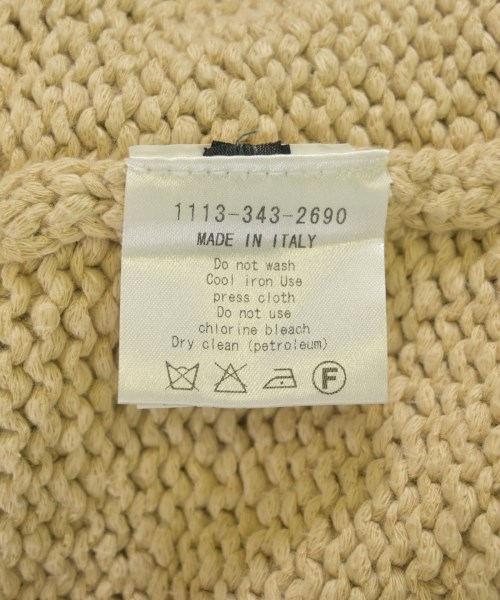 1113-343-2690
MADE IN ITALY
Do not wash
Cool iron Use
press cloth
Do not use
chlorine bleach
Dry clean (petroleum)
F